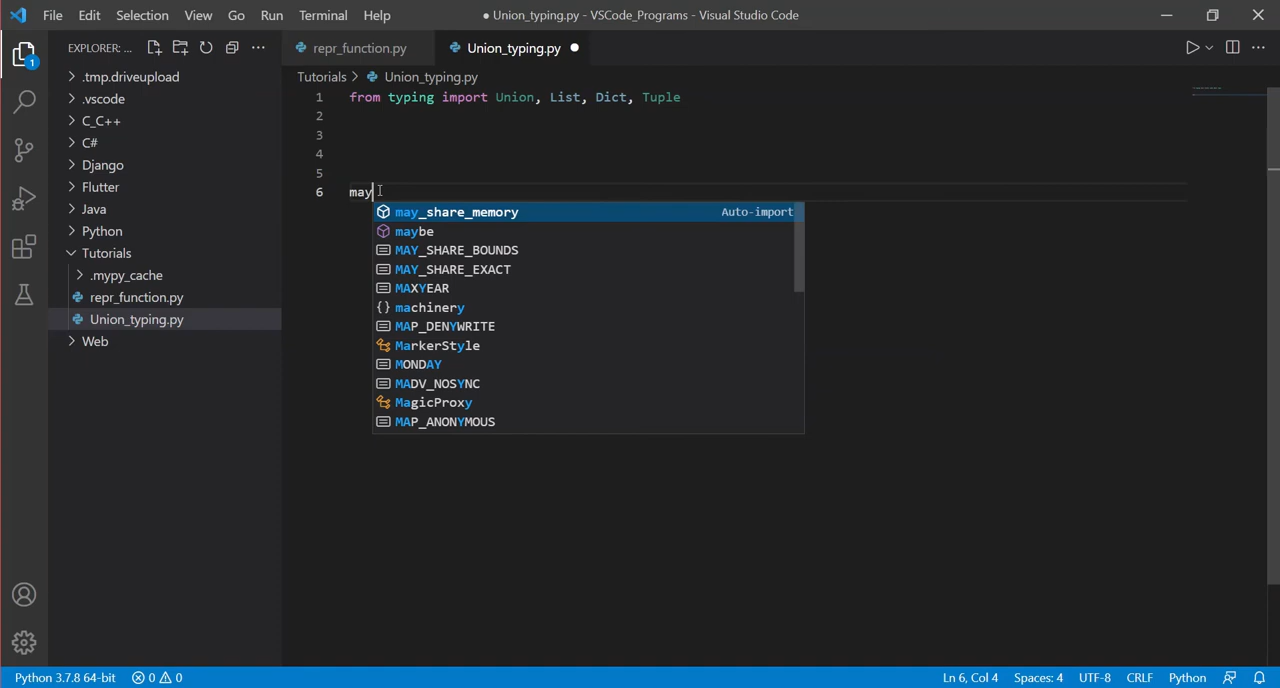 File Edit Selection View Go Run Terminal Help
● Union_typing.py - VSCode_Programs - Visual Studio Code
EXPLORER: ...
repr_function.py
Union_typing.py
Tutorials > Union_typing.py
.tmp.driveupload
.vscode
C_C++
C#
Django
Flutter
Java
Python
Tutorials
.mypy_cache
repr_function.py
Union_typing.py
Web
1
1 from typing import Union, List, Dict, Tuple
2
3
4
5
6 may
may_share_memory Auto-import
maybe
MAY_SHARE_BOUNDS
MAY_SHARE_EXACT
MAXYEAR
{} machinery
MAP_DENYWRITE
MarkerStyle
MONDAY
MADV_NOSYNC
MagicProxy
MAP_ANONYMOUS
Python 3.7.8 64-bit 0 0 Ln 6, Col 4 Spaces: 4 UTF-8 CRLF Python